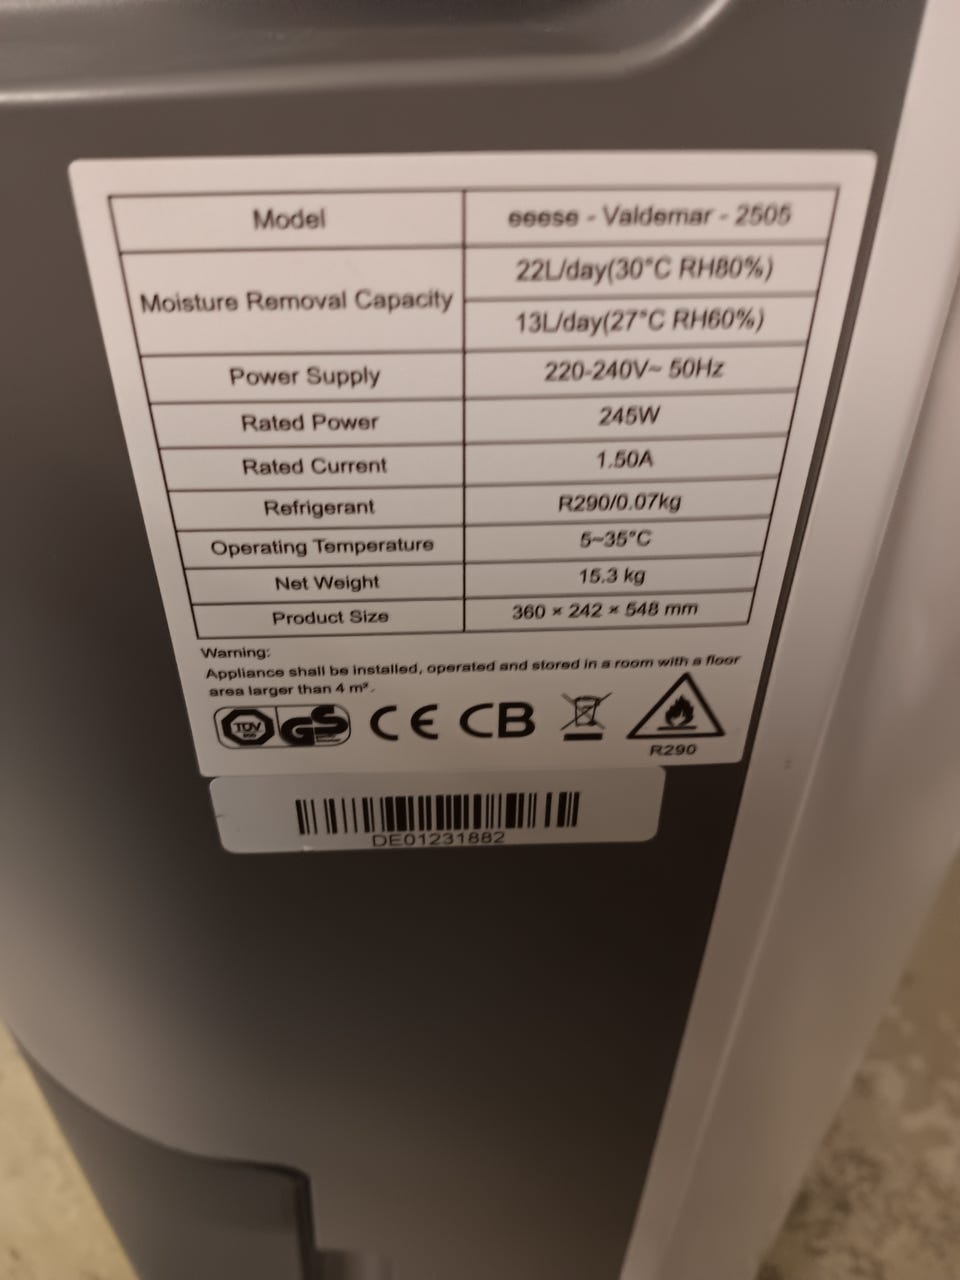 Model eeese - Valdemar - 2505
Moisture Removal Capacity 22L/day(30°C RH80%)
13L/day(27°C RH60%)
Power Supply 220-240V~ 50Hz
Rated Power 245W
Rated Current 1.50A
Refrigerant R290/0.07kg
Operating Temperature 5~35°C
Net Weight 15.3 kg
Product Size 360 × 242 × 548 mm
Warning:
Appliance shall be installed, operated and stored in a room with a floor
area larger than 4 m².
TÜV GS CE CB
R290
DE01231882